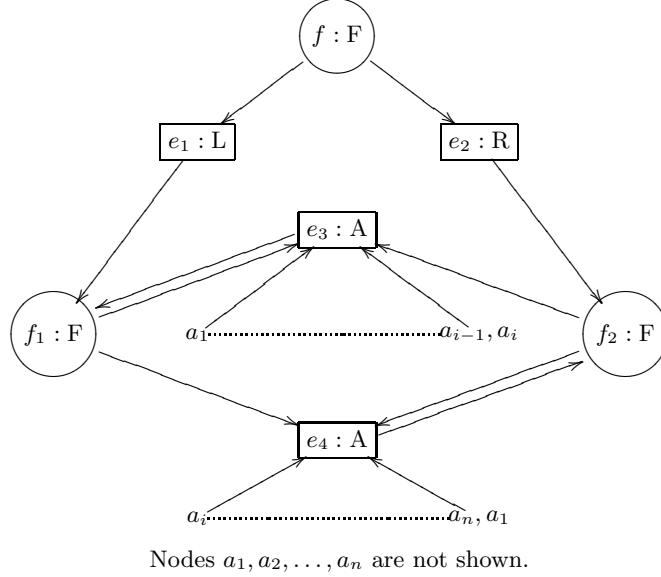 f : F
e₁ : L
e₂ : R
e₃ : A
a₁ aᵢ₋₁, aᵢ
f₁ : F
f₂ : F
e₄ : A
aᵢ aₙ, a₁
Nodes a₁, a₂, . . . , aₙ are not shown.